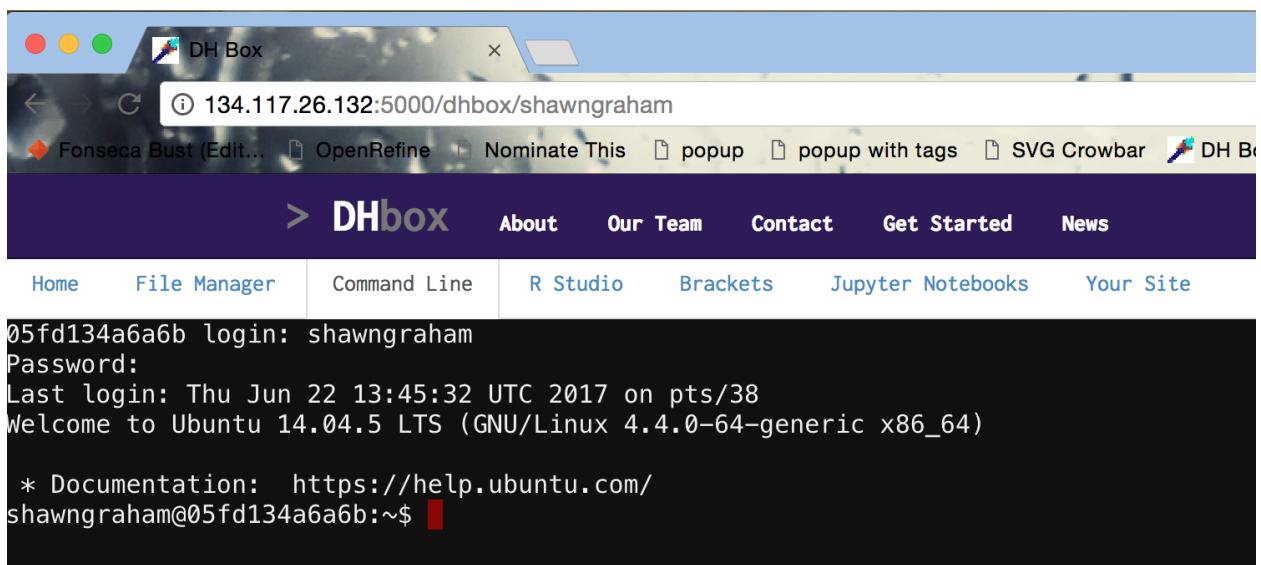 DH Box
134.117.26.132:5000/dhbox/shawngraham
Fonseca Bust (Edit... OpenRefine Nominate This popup popup with tags SVG Crowbar DH
> DHbox About Our Team Contact Get Started News
Home File Manager Command Line R Studio Brackets Jupyter Notebooks Your Site
05fd134a6a6b login: shawngraham
Password:
Last login: Thu Jun 22 13:45:32 UTC 2017 on pts/38
Welcome to Ubuntu 14.04.5 LTS (GNU/Linux 4.4.0-64-generic x86_64)
* Documentation: https://help.ubuntu.com/
shawngraham@05fd134a6a6b:~$